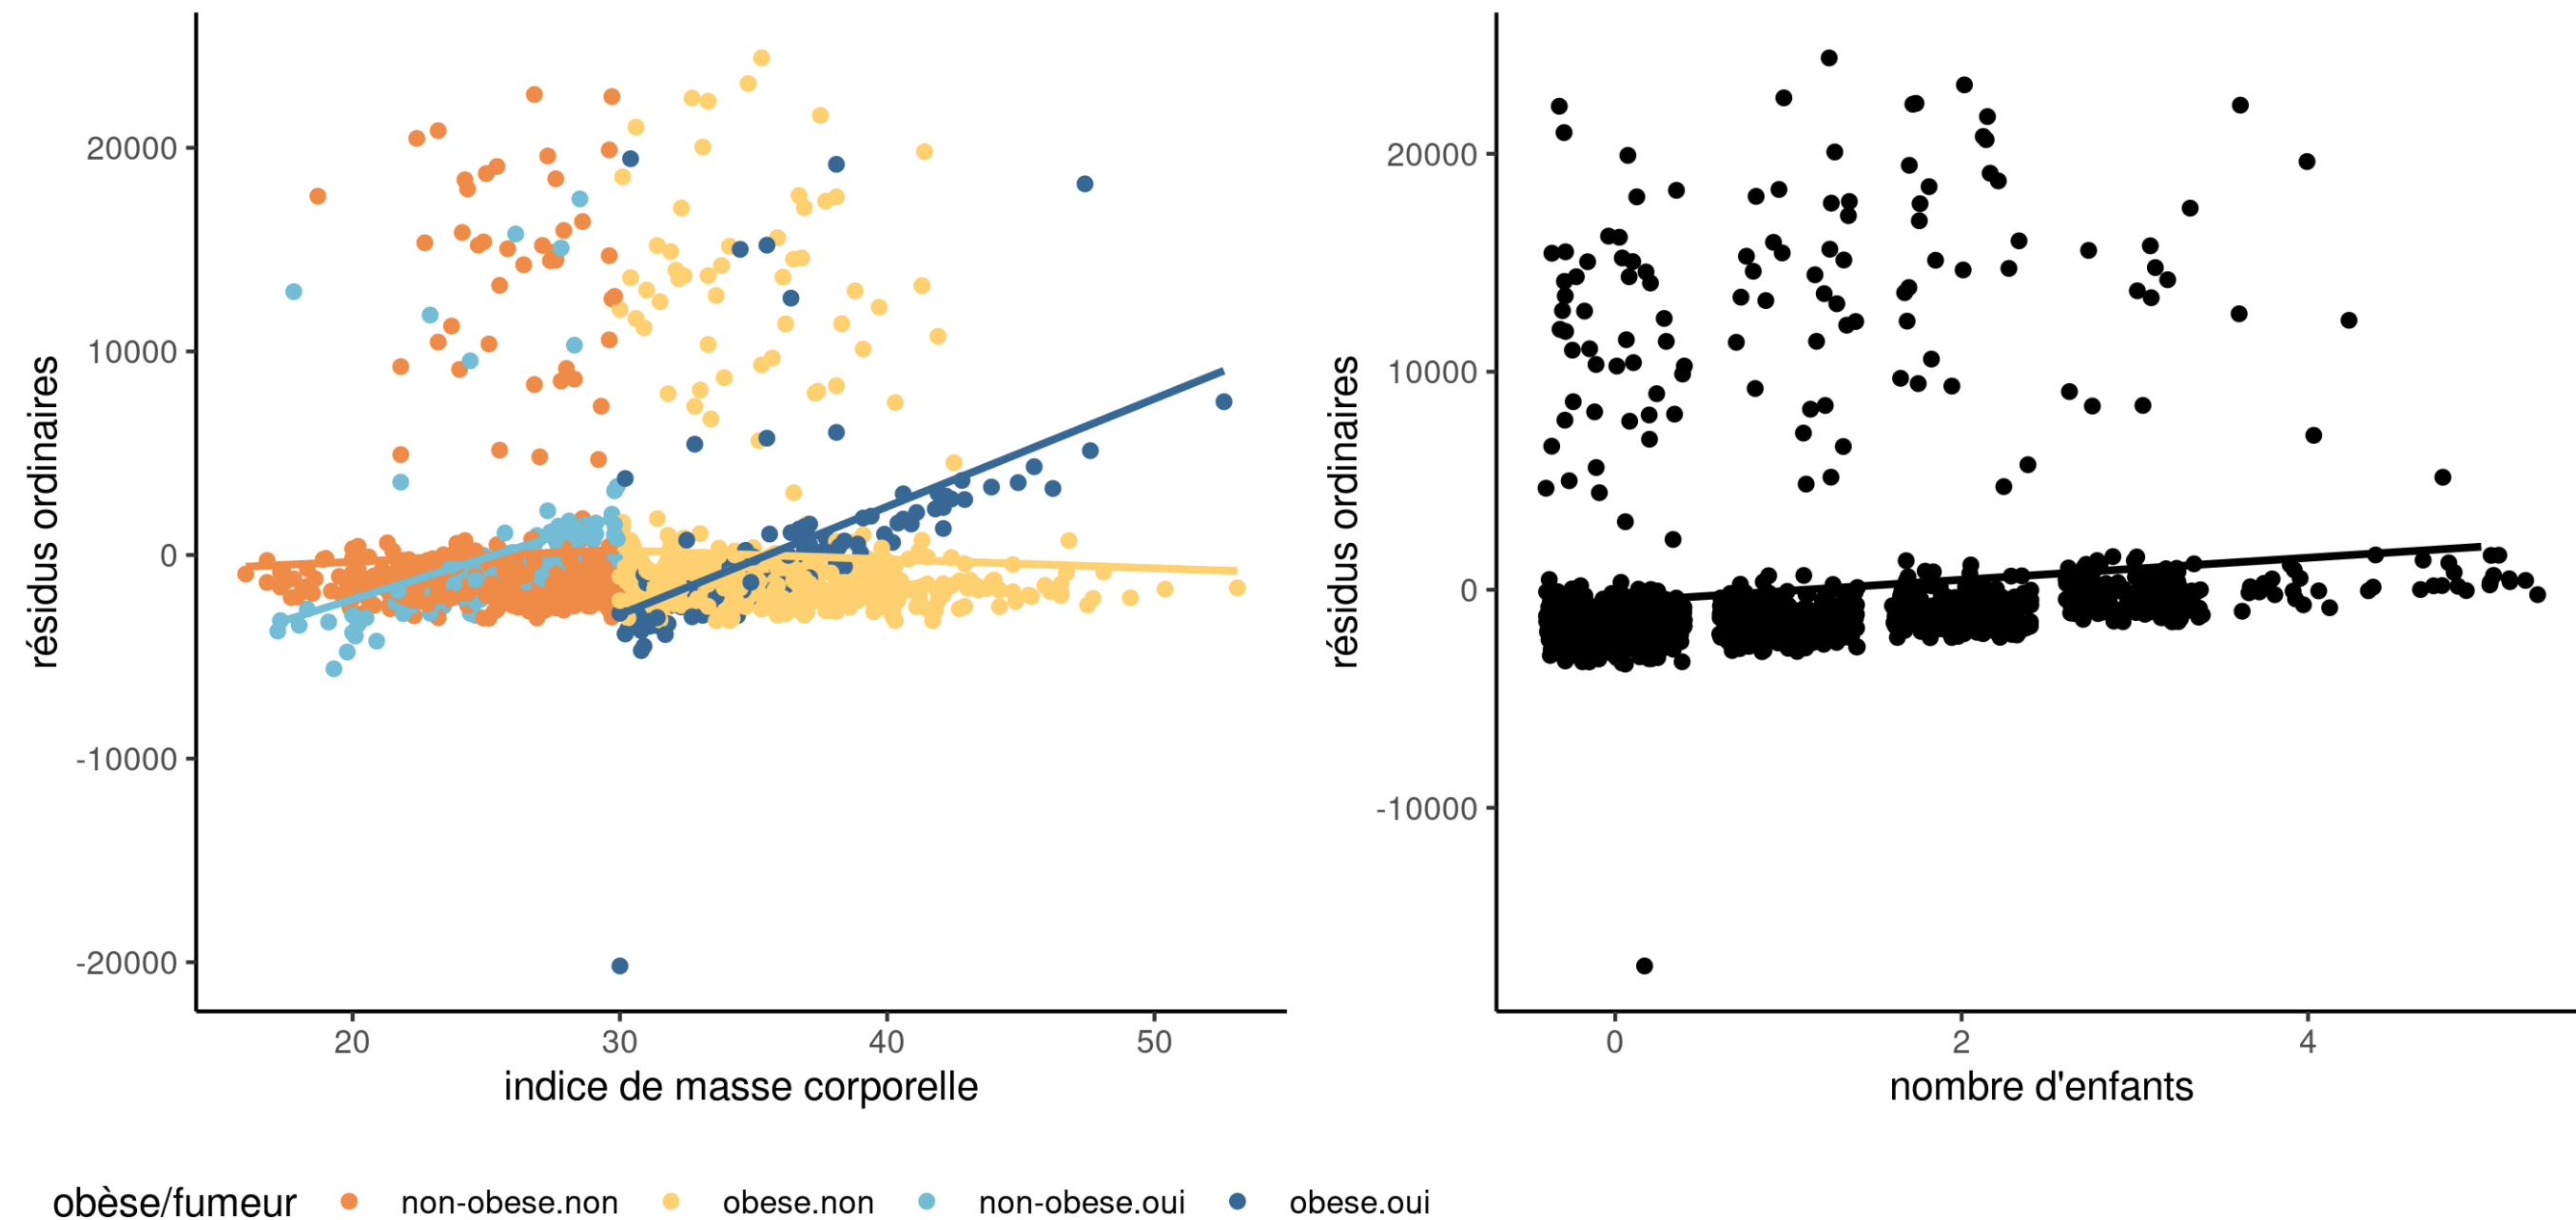 résidus ordinaires
20000
10000
0
-10000
-20000
20 30 40 50
indice de masse corporelle
résidus ordinaires
20000
10000
0
-10000
0 2 4
nombre d'enfants
obèse/fumeur non-obese.non obese.non non-obese.oui obese.oui